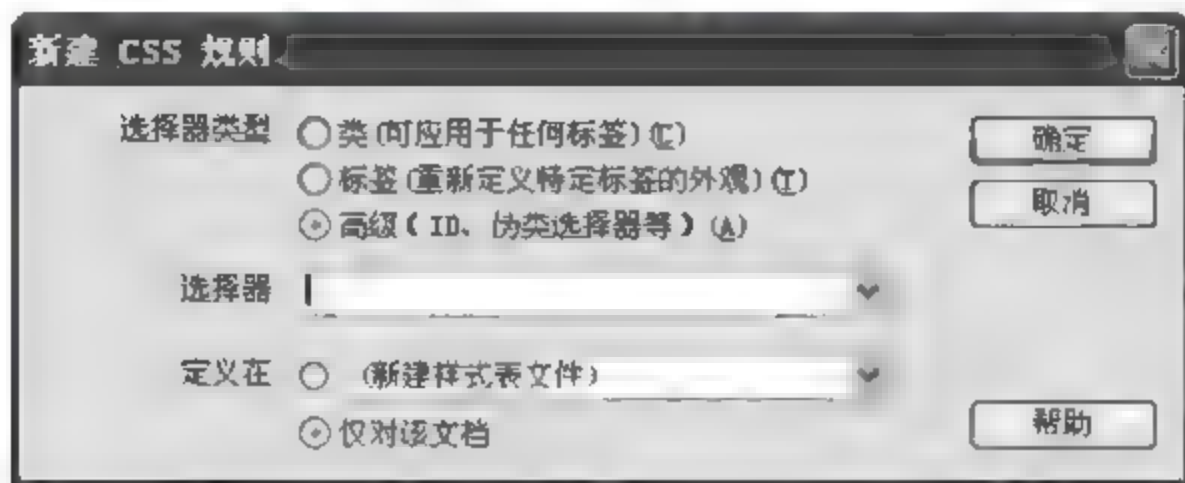 新建 CSS 规则
选择器类型
类(可应用于任何标签)(C)
标签(重新定义特定标签的外观)(T)
高级(ID、伪类选择器等)(A)
选择器
定义在
(新建样式表文件)
仅对该文档
确定
取消
帮助